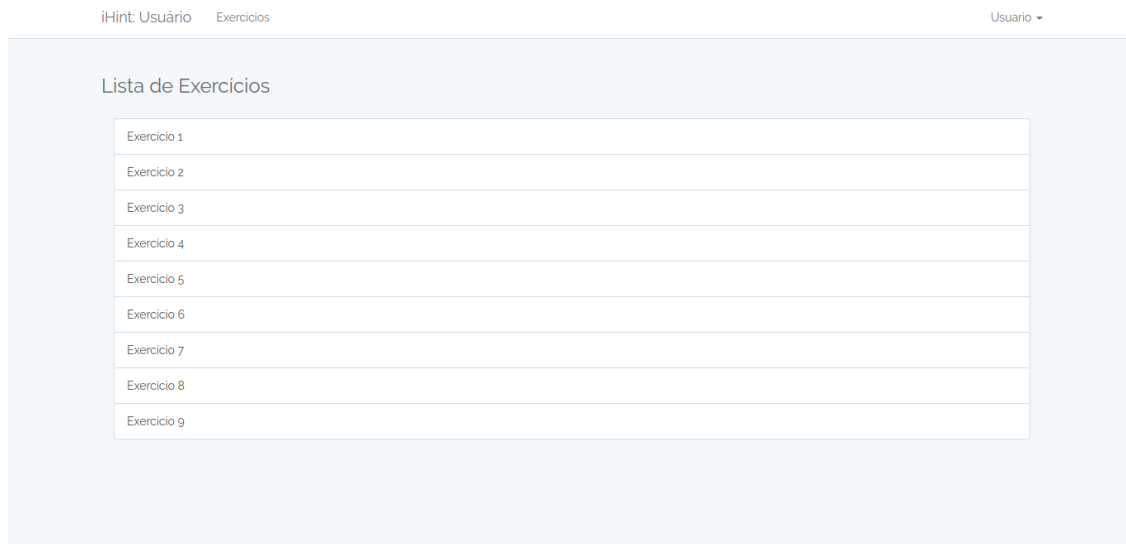 iHint: Usuário Exercícios Usuario
Lista de Exercícios
Exercicio 1
Exercicio 2
Exercicio 3
Exercicio 4
Exercicio 5
Exercicio 6
Exercicio 7
Exercicio 8
Exercicio 9